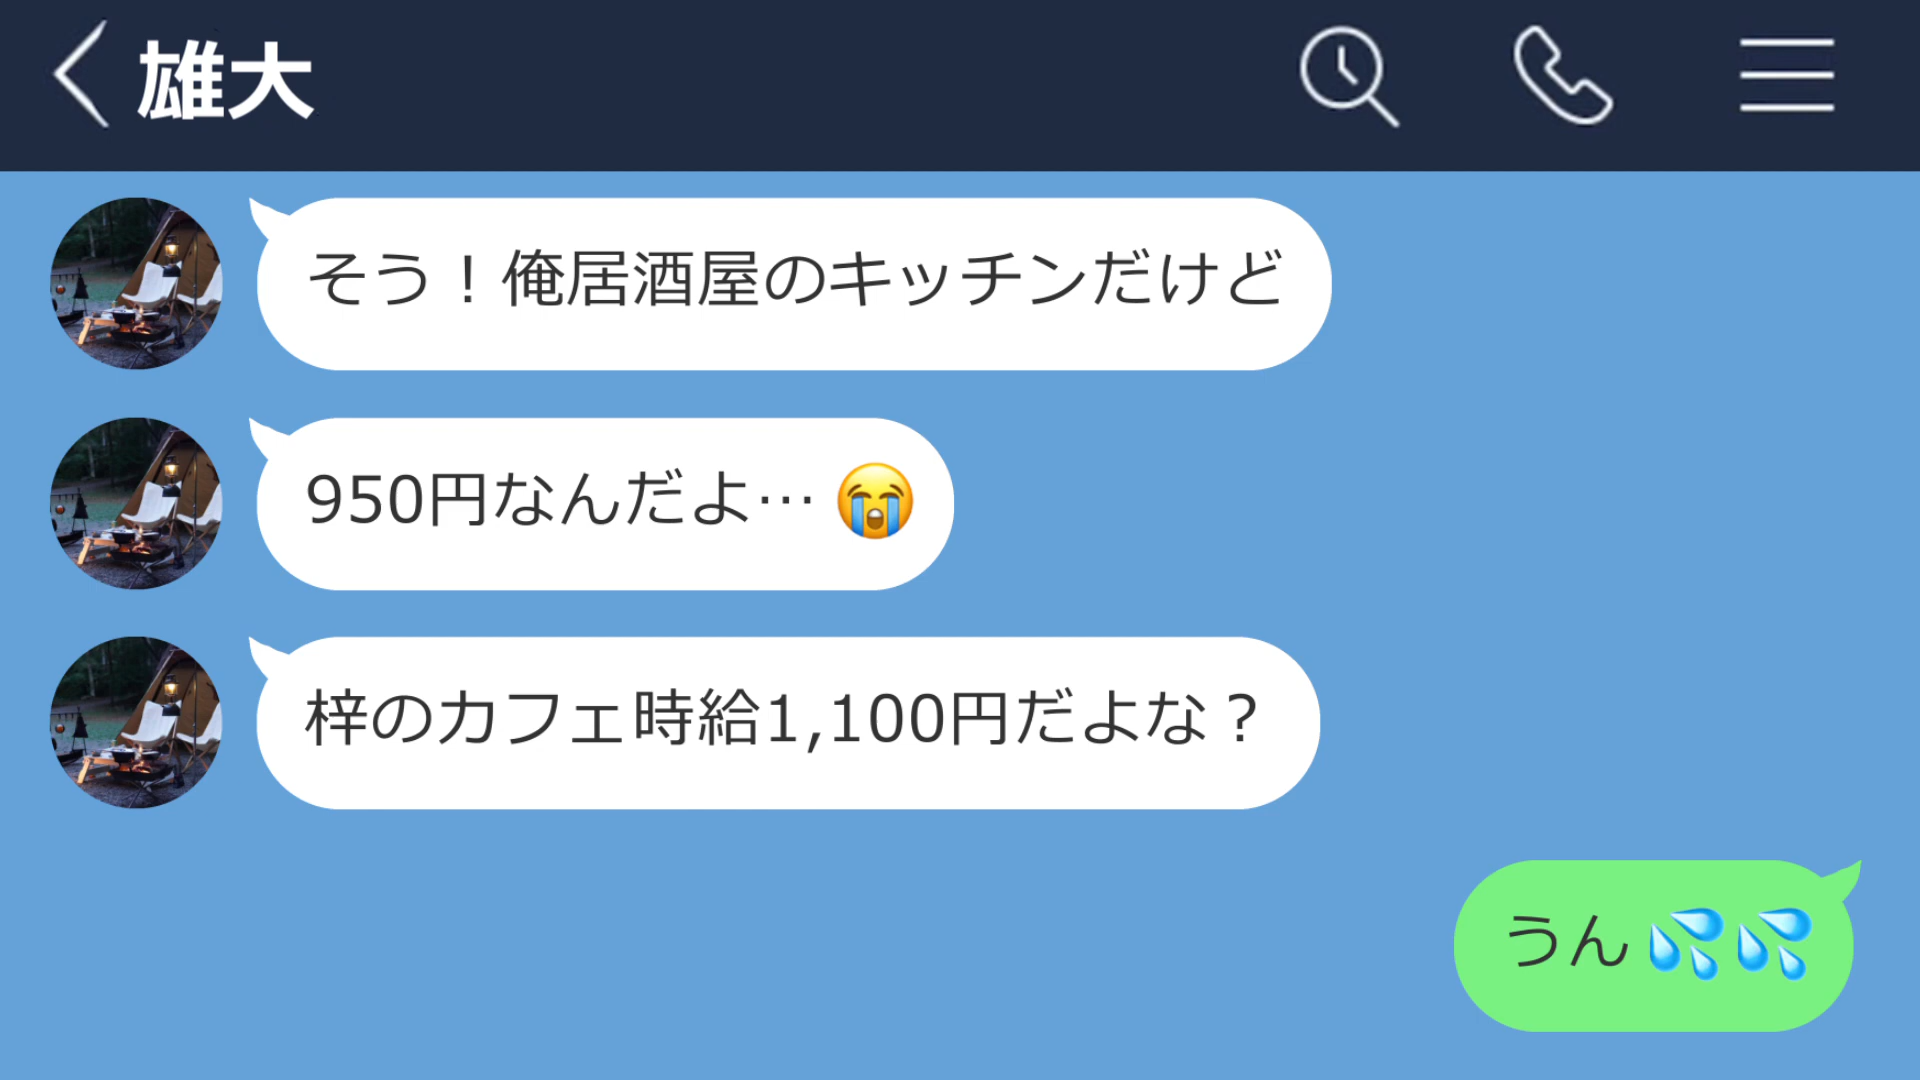 雄大
そう！俺居酒屋のキッチンだけど
950円なんだよ…😭
梓のカフェ時給1,100円だよな？
うん💦💦